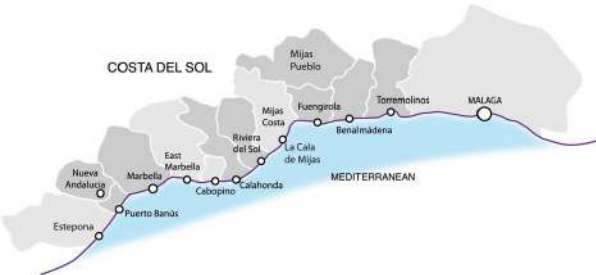 COSTA DEL SOL
Mijas
Pueblo
Mijas
Costa
Fuengirola
Torremolinos
MALAGA
Benalmádena
Riviera
del Sol
La Cala
de Mijas
East
Marbella
Marbella
Nueva
Andalucia
Cabopino
Calahonda
MEDITERRANEAN
Puerto Banús
Estepona